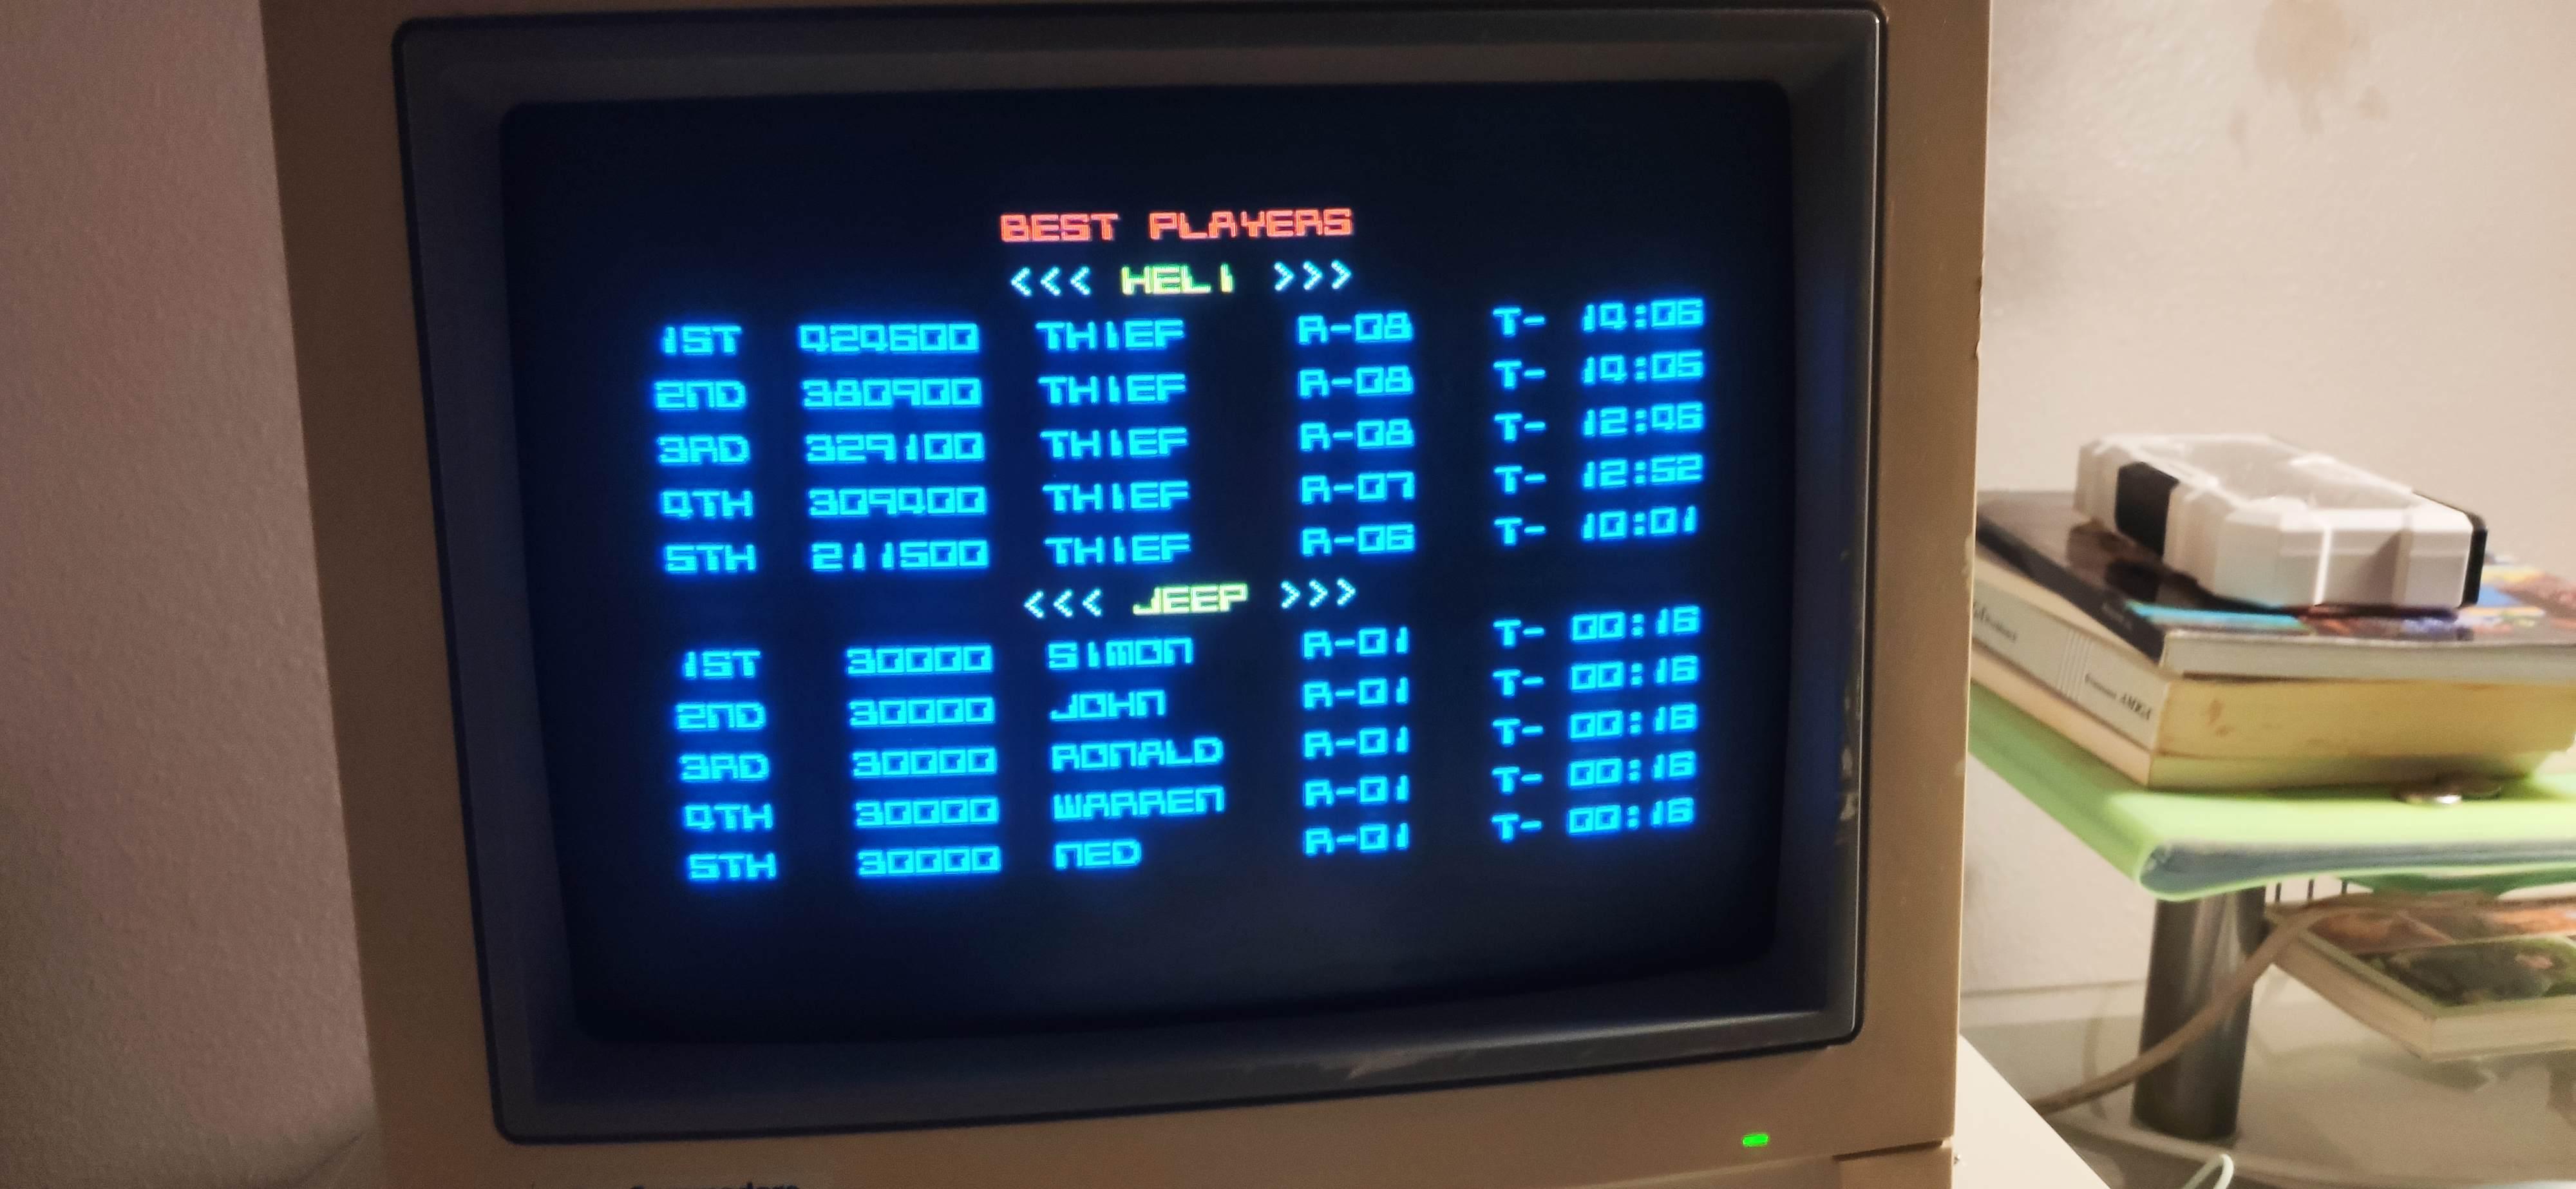 BEST PLAYERS
<<< HELI >>>
1ST 424600 THIEF R-08 T- 14:06
2ND 380900 THIEF R-08 T- 14:05
3RD 329100 THIEF R-08 T- 12:46
4TH 309400 THIEF R-07 T- 12:52
5TH 211500 THIEF R-06 T- 10:01
<<< JEEP >>>
1ST 30000 SIMON R-01 T- 00:16
2ND 30000 JOHN R-01 T- 00:16
3RD 30000 RONALD R-01 T- 00:16
4TH 30000 WARREN R-01 T- 00:16
5TH 30000 NED R-01 T- 00:16
AMIGA